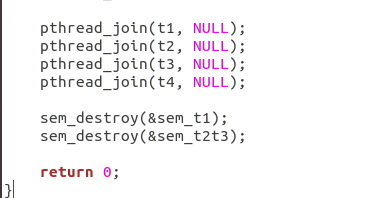 pthread_join(t1, NULL);
pthread_join(t2, NULL);
pthread_join(t3, NULL);
pthread_join(t4, NULL);
sem_destroy(&sem_t1);
sem_destroy(&sem_t2t3);
return 0;
}